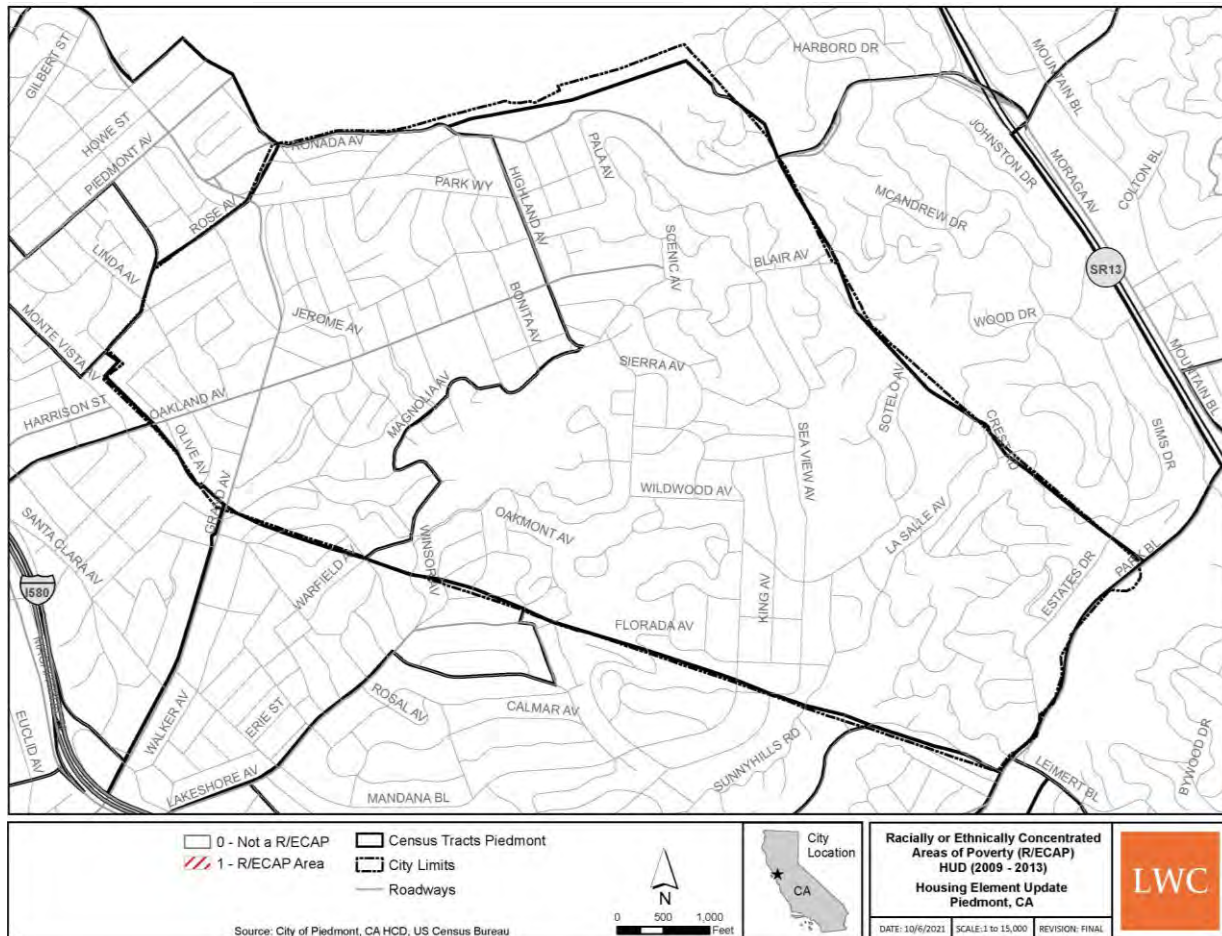 HARBORD DR
MOUNTAIN BL
GILBERT ST
HOWE ST
PIEDMONT AV
JOHNSTON DR
MORAGA AV
COLTON BL
RONADA AV
PALA AV
HIGHLAND AV
PARK WY
MCANDREW DR
ROSE AV
SCENIC AV
LINDA AV
BLAIR AV
SR13
BONITA AV
MONTE VISTA AV
JEROME AV
WOOD DR
MOUNTAIN BL
SIERRA AV
MAGNOLIA AV
HARRISON ST
OAKLAND AV
SOTELO AV
OLIVE AV
CREST RD
SIMS DR
SEA VIEW AV
WILDWOOD AV
GRAND AV
OAKMONT AV
LA SALLE AV
SANTA CLARA AV
WINSOR AV
WARFIELD AV
PARK BL
ESTATES DR
I580
KING AV
FLORADA AV
WALKER AV
ERIE ST
ROSAL AV
CALMAR AV
EUCLID AV
SUNNYHILLS RD
LAKESHORE AV
MANDANA BL
LEIMERT BL
BYWOOD DR
0 - Not a R/ECAP
1 - R/ECAP Area
Census Tracts Piedmont
City Limits
Roadways
Source: City of Piedmont, CA HCD, US Census Bureau
N
0 500 1,000
Feet
City
Location
CA
Racially or Ethnically Concentrated
Areas of Poverty (R/ECAP)
HUD (2009 - 2013)
Housing Element Update
Piedmont, CA
DATE: 10/6/2021 SCALE:1 to 15,000 REVISION: FINAL
LWC